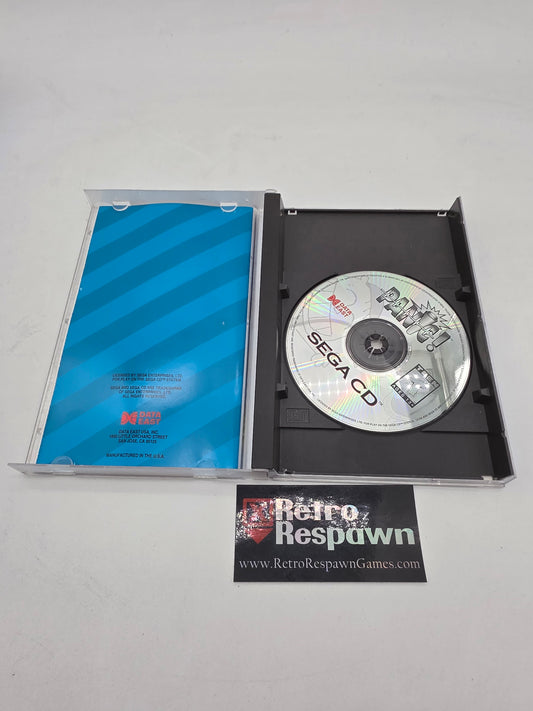 LICENSED BY SEGA ENTERPRISES, LTD.
FOR PLAY ON THE SEGA CD™ SYSTEM.
SEGA AND SEGA CD ARE TRADEMARKS
OF SEGA ENTERPRISES, LTD.
ALL RIGHTS RESERVED.
DATA
EAST
DATA EAST USA, INC.
1850 LITTLE ORCHARD STREET
SAN JOSE, CA 95125
MANUFACTURED IN THE U.S.A.
DATA
EAST
PANIC!
SEGA CD™
Retro
Respawn
www.RetroRespawnGames.com